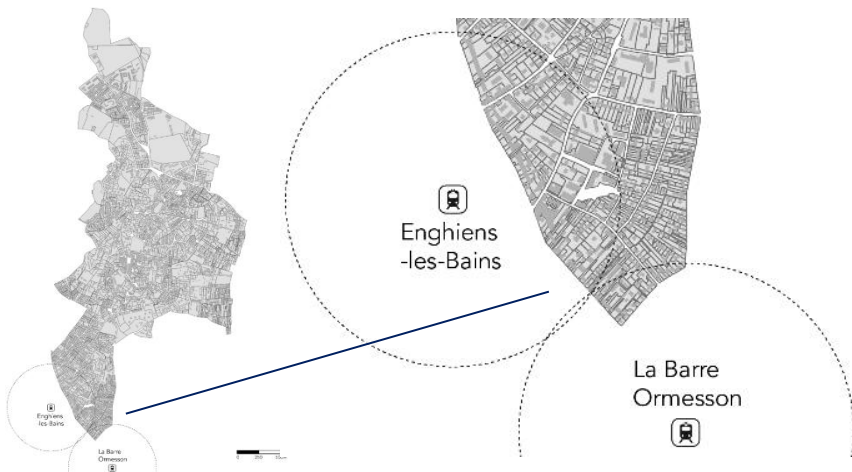 Enghiens
-les-Bains
La Barre
Ormesson
Enghiens
-les-Bains
La Barre
Ormesson